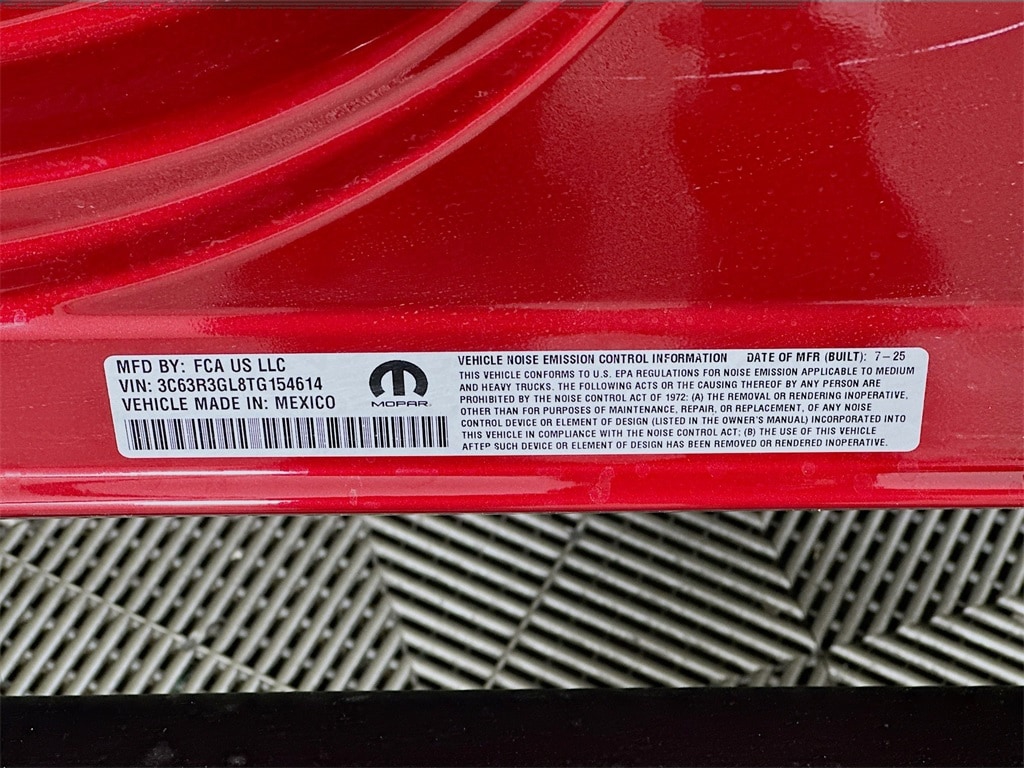 MFD BY: FCA US LLC
VIN: 3C63R3GL8TG154614
VEHICLE MADE IN: MEXICO
MOPAR
VEHICLE NOISE EMISSION CONTROL INFORMATION DATE OF MFR (BUILT): 7-25
THIS VEHICLE CONFORMS TO U.S. EPA REGULATIONS FOR NOISE EMISSION APPLICABLE TO MEDIUM
AND HEAVY TRUCKS. THE FOLLOWING ACTS OR THE CAUSING THEREOF BY ANY PERSON ARE
PROHIBITED BY THE NOISE CONTROL ACT OF 1972: (A) THE REMOVAL OR RENDERING INOPERATIVE,
OTHER THAN FOR PURPOSES OF MAINTENANCE, REPAIR, OR REPLACEMENT, OF ANY NOISE
CONTROL DEVICE OR ELEMENT OF DESIGN (LISTED IN THE OWNER'S MANUAL) INCORPORATED INTO
THIS VEHICLE IN COMPLIANCE WITH THE NOISE CONTROL ACT; (B) THE USE OF THIS VEHICLE
AFTER SUCH DEVICE OR ELEMENT OF DESIGN HAS BEEN REMOVED OR RENDERED INOPERATIVE.